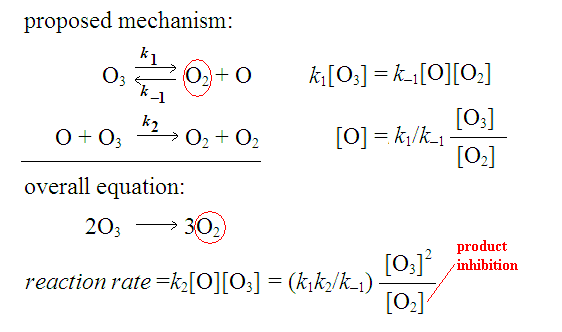 proposed mechanism:
k₁
O₃ ⇌ O₂ + O
k₋₁
k₁[O₃] = k₋₁[O][O₂]
k₂
O + O₃ ⟶ O₂ + O₂
[O] = k₁/k₋₁ [O₃]/[O₂]
overall equation:
2O₃ ⟶ 3O₂
product
inhibition
reaction rate =k₂[O][O₃] = (k₁k₂/k₋₁) [O₃]²/[O₂]